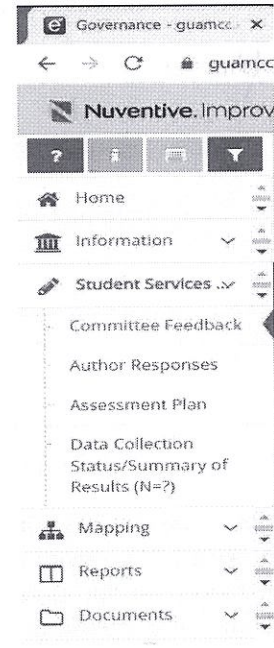 Governance - guamcc
guamcc
Nuventive.Improv
?
Home
Information
Student Services ..
Committee Feedback
Author Responses
Assessment Plan
Data Collection
Status/Summary of
Results (N=?)
Mapping
Reports
Documents